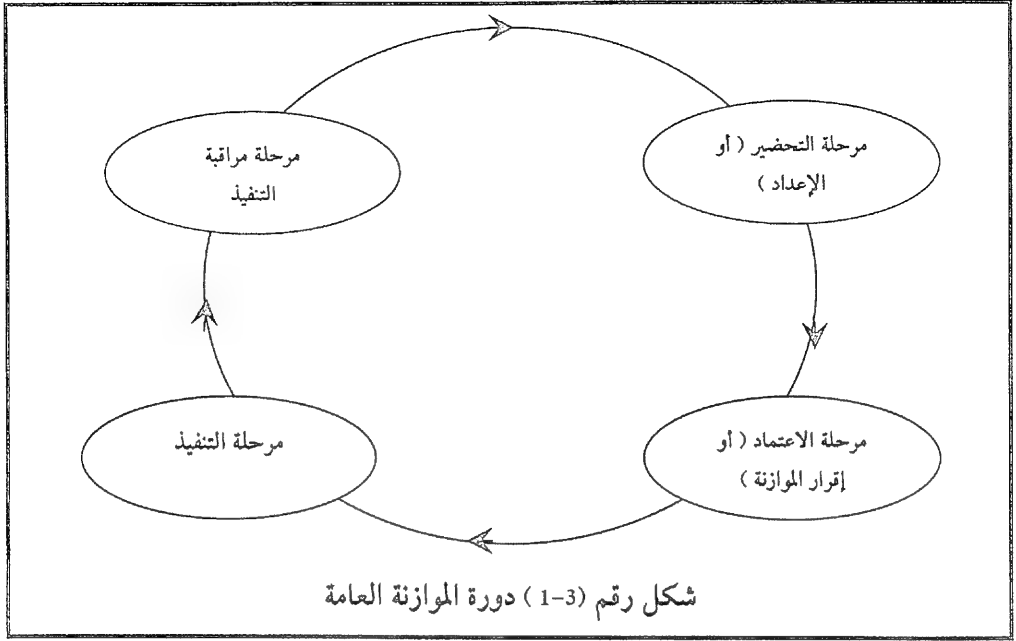 مرحلة التحضير ( أو
الإعداد )
مرحلة الاعتماد ( أو
إقرار الموازنة )
مرحلة التنفيذ
مرحلة مراقبة
التنفيذ
شكل رقم (3-1 ) دورة الموازنة العامة